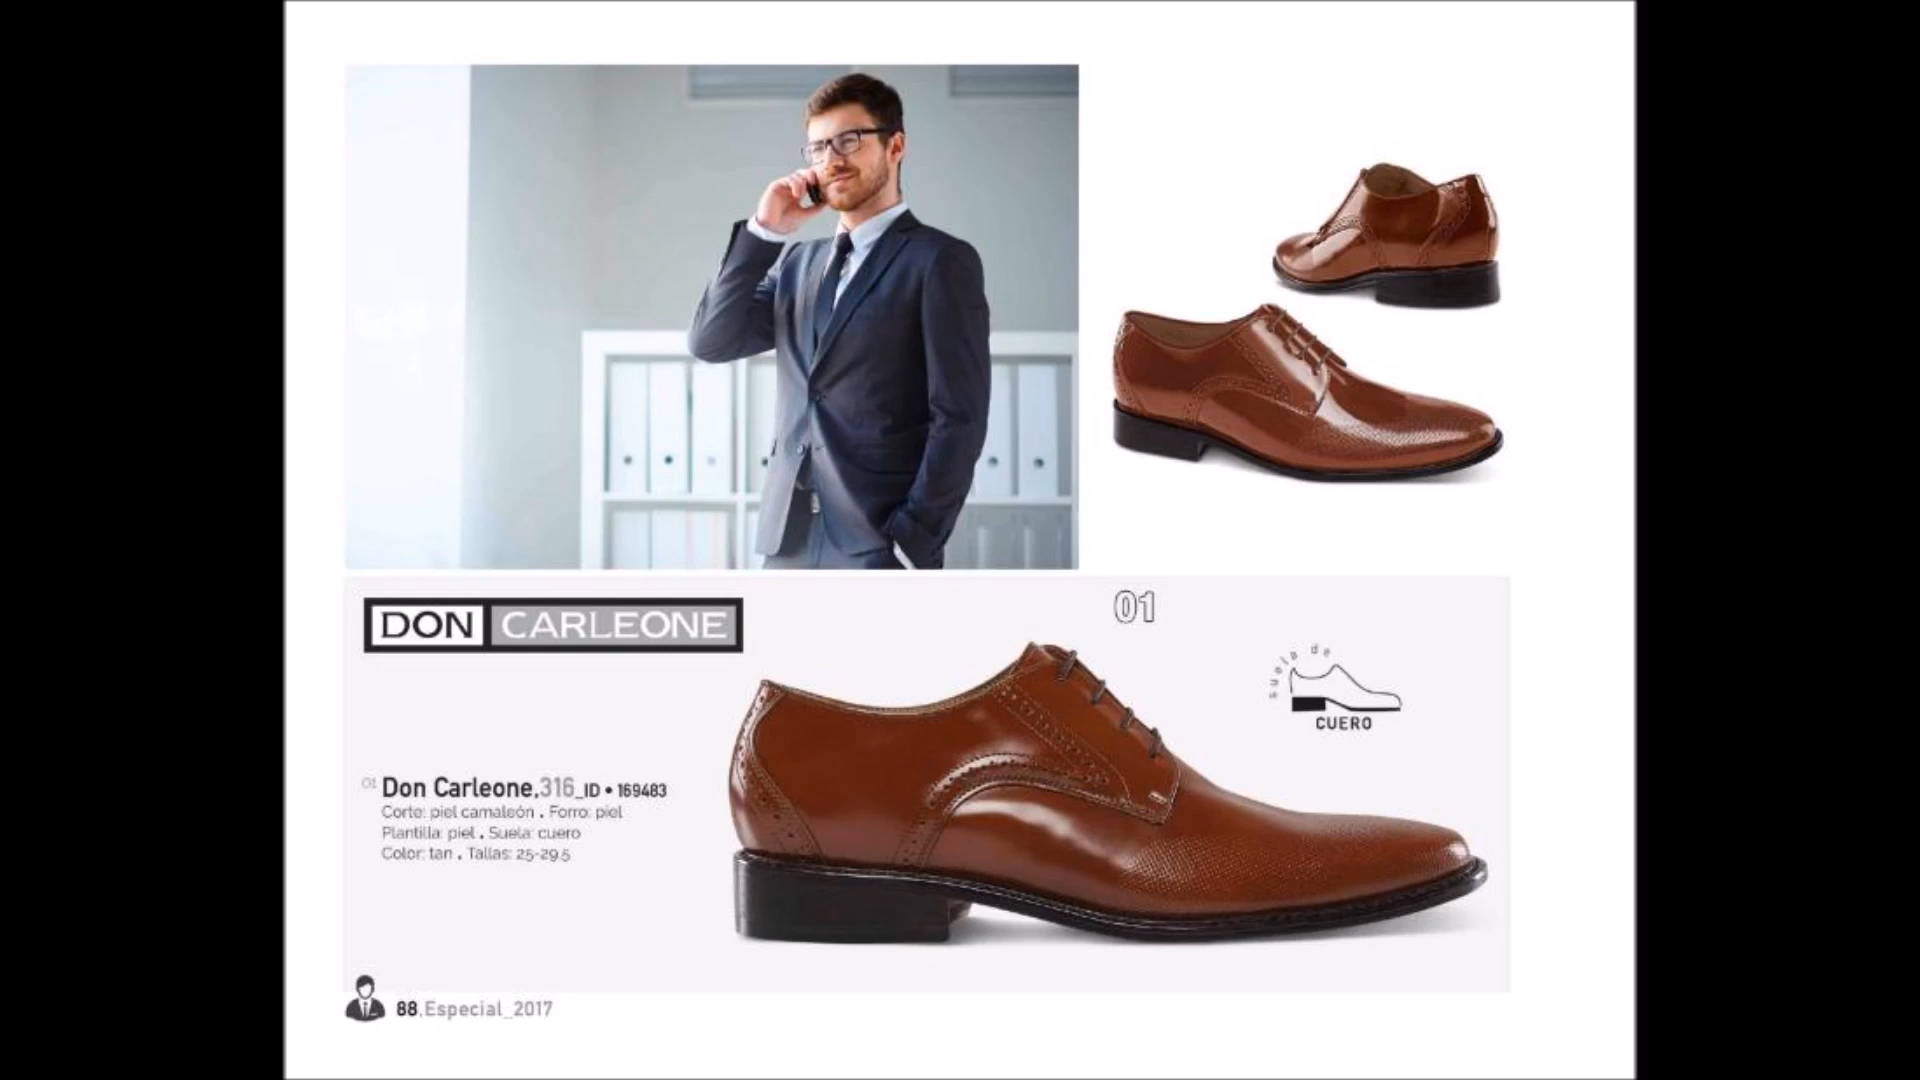 DON CARLEONE
01
suela de
CUERO
01 Don Carleone,316_ID • 169483
Corte: piel camaleón . Forro: piel
Plantilla: piel . Suela: cuero
Color: tan . Tallas: 25-29.5
88.Especial_2017